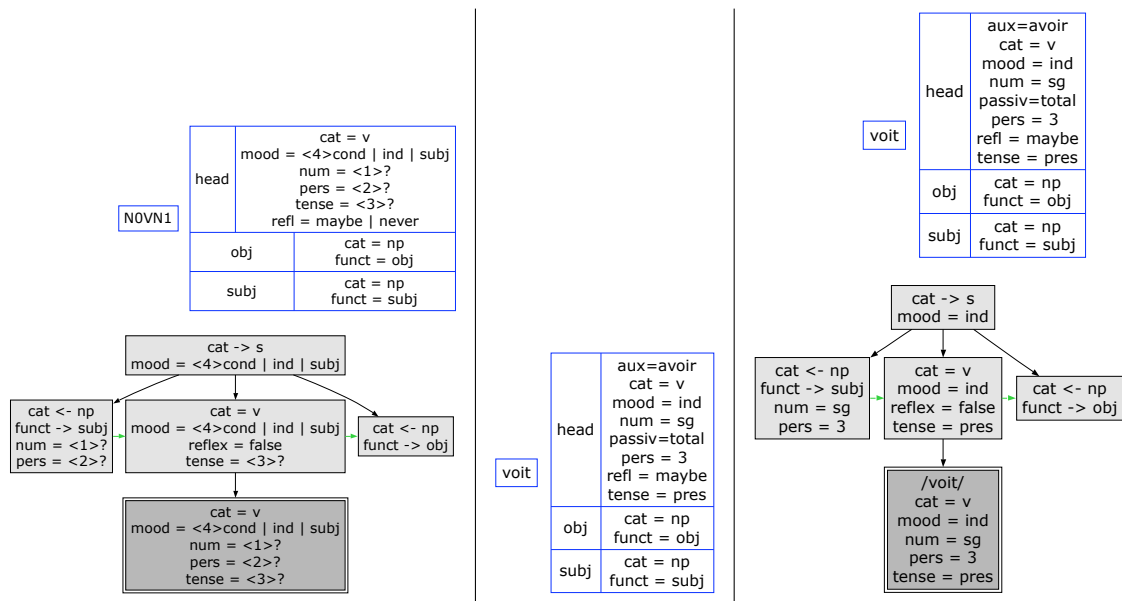 N0VN1
head
cat = v
mood = <4>cond | ind | subj
num = <1>?
pers = <2>?
tense = <3>?
refl = maybe | never
obj
cat = np
funct = obj
subj
cat = np
funct = subj
cat -> s
mood = <4>cond | ind | subj
cat <- np
funct -> subj
num = <1>?
pers = <2>?
cat = v
mood = <4>cond | ind | subj
reflex = false
tense = <3>?
cat <- np
funct -> obj
cat = v
mood = <4>cond | ind | subj
num = <1>?
pers = <2>?
tense = <3>?
voit
head
aux=avoir
cat = v
mood = ind
num = sg
passiv=total
pers = 3
refl = maybe
tense = pres
obj
cat = np
funct = obj
subj
cat = np
funct = subj
voit
head
aux=avoir
cat = v
mood = ind
num = sg
passiv=total
pers = 3
refl = maybe
tense = pres
obj
cat = np
funct = obj
subj
cat = np
funct = subj
cat -> s
mood = ind
cat <- np
funct -> subj
num = sg
pers = 3
cat = v
mood = ind
reflex = false
tense = pres
cat <- np
funct -> obj
/voit/
cat = v
mood = ind
num = sg
pers = 3
tense = pres